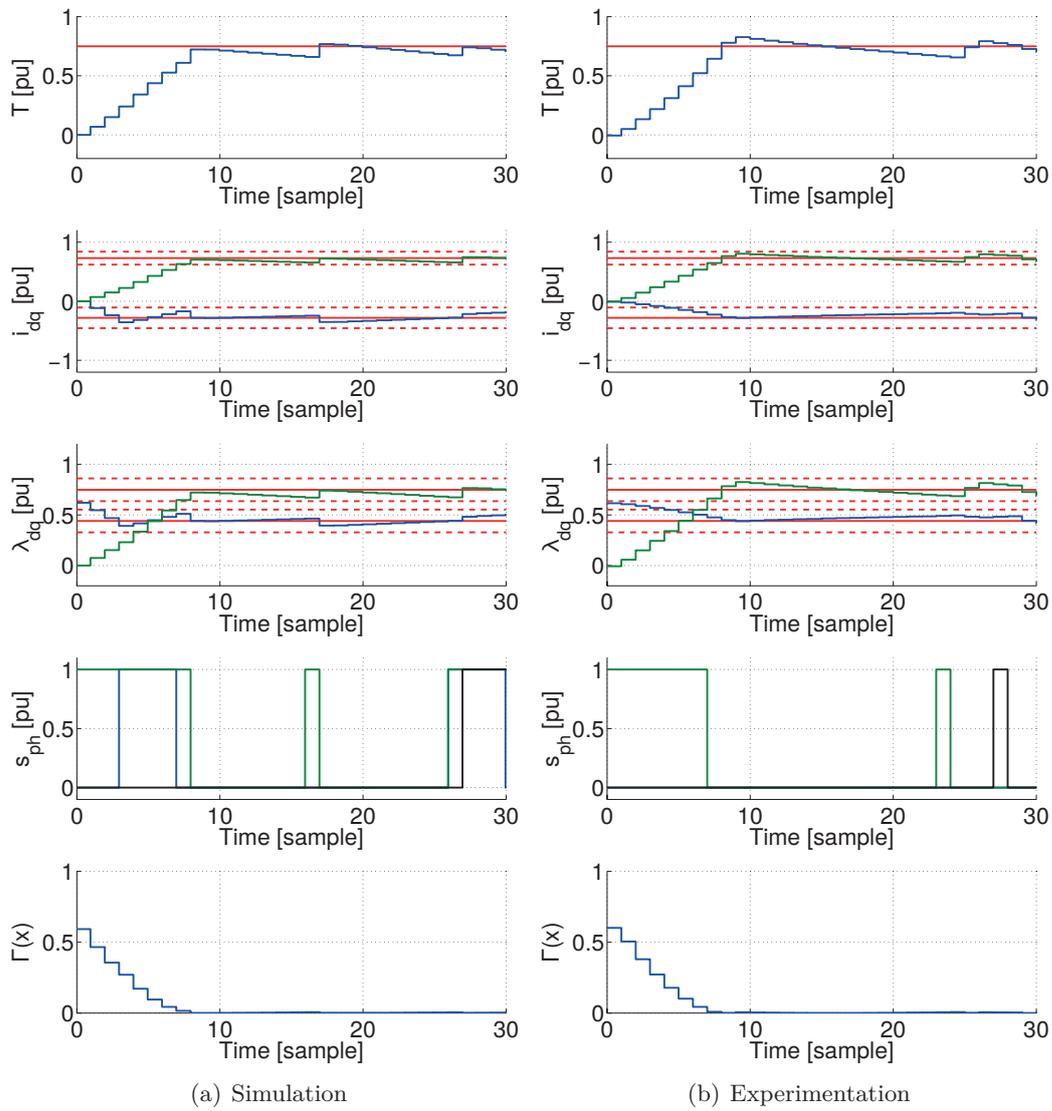 T [pu]
1
0.5
0
0 10 20 30
Time [sample]
T [pu]
1
0.5
0
0 10 20 30
Time [sample]
i_dq [pu]
1
0
−1
0 10 20 30
Time [sample]
i_dq [pu]
1
0
−1
0 10 20 30
Time [sample]
λ_dq [pu]
1
0.5
0
0 10 20 30
Time [sample]
λ_dq [pu]
1
0.5
0
0 10 20 30
Time [sample]
s_ph [pu]
1
0.5
0
0 10 20 30
Time [sample]
s_ph [pu]
1
0.5
0
0 10 20 30
Time [sample]
Γ(x)
1
0.5
0
0 10 20 30
Time [sample]
Γ(x)
1
0.5
0
0 10 20 30
Time [sample]
(a) Simulation
(b) Experimentation